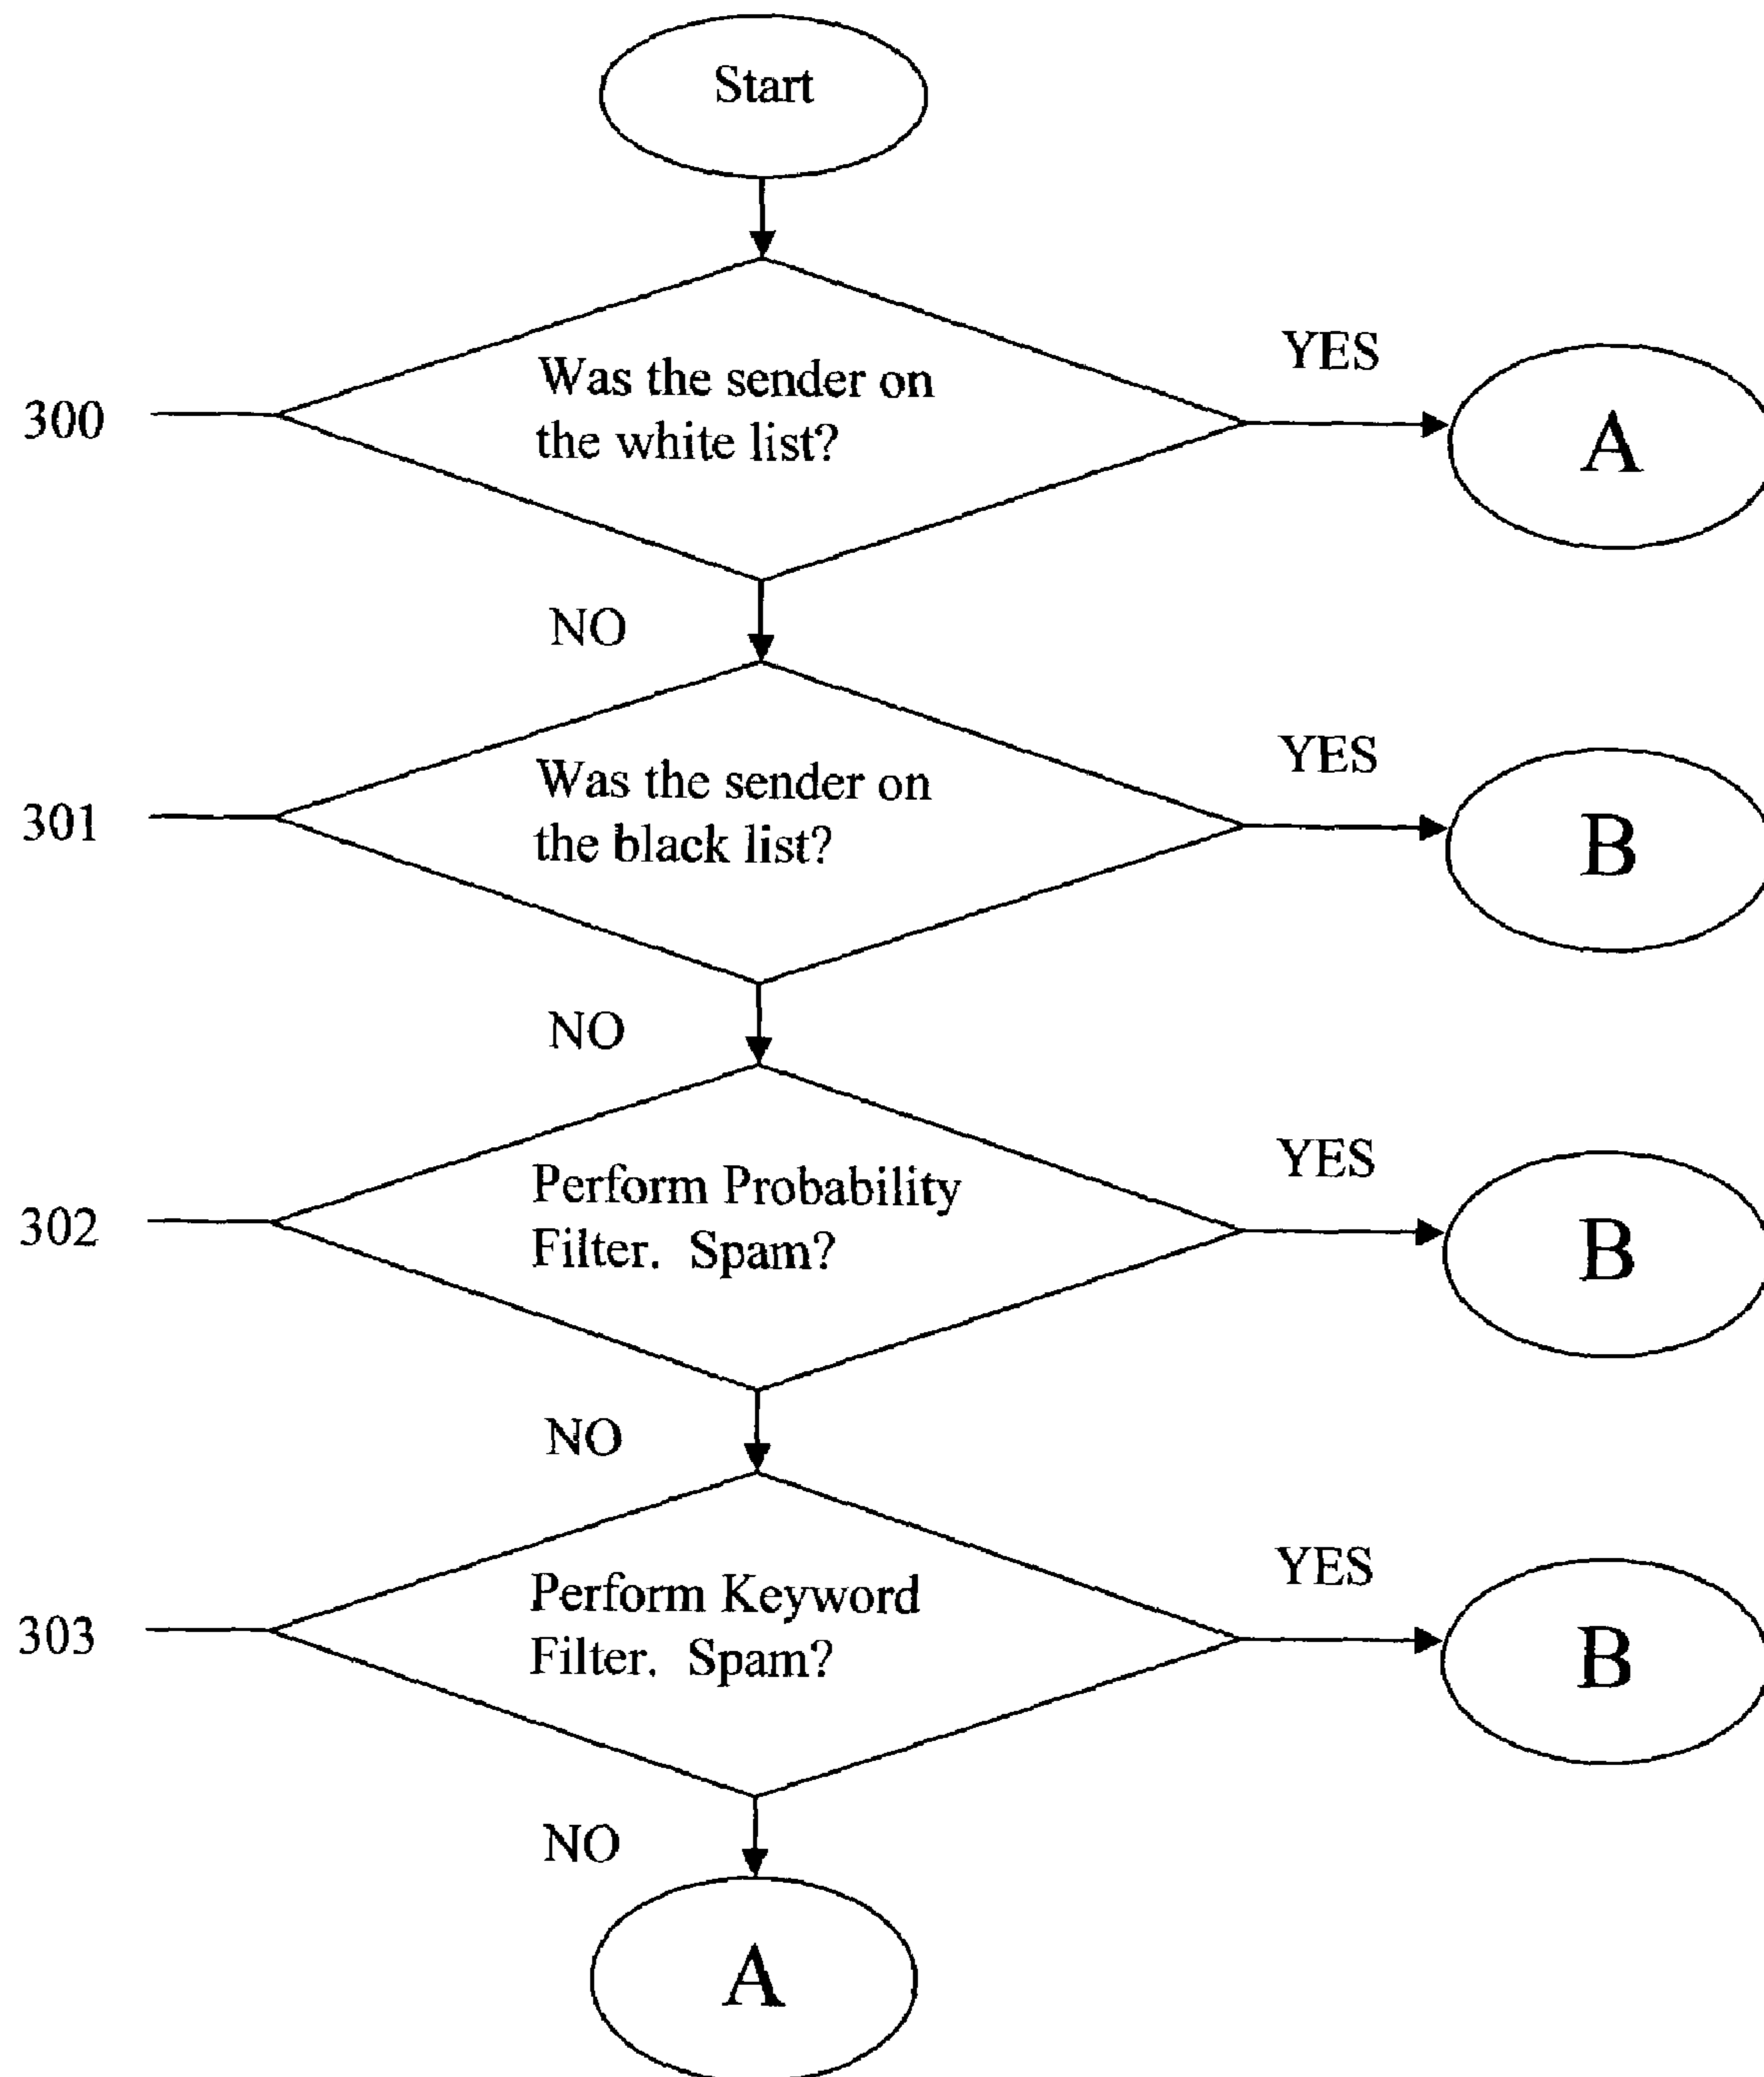 Start
Was the sender on
the white list?
YES
A
300
NO
Was the sender on
the black list?
YES
B
301
NO
Perform Probability
Filter.  Spam?
YES
B
302
NO
Perform Keyword
Filter.  Spam?
YES
B
303
NO
A